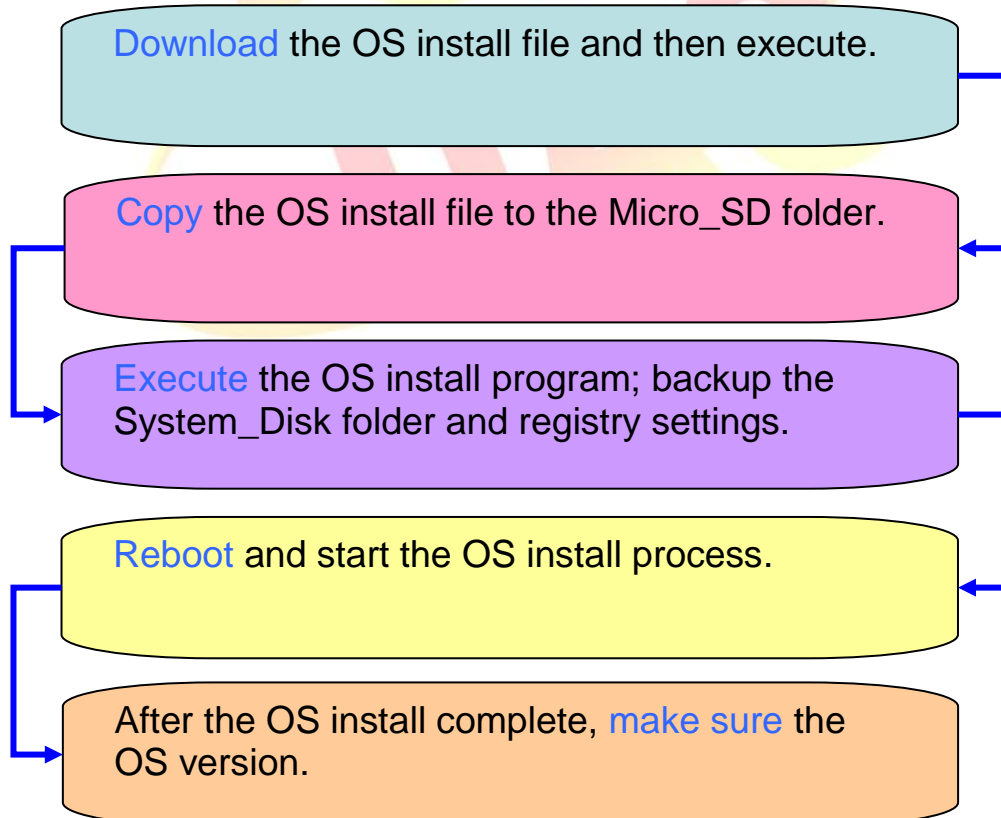 Download the OS install file and then execute.
Copy the OS install file to the Micro_SD folder.
Execute the OS install program; backup the
System_Disk folder and registry settings.
Reboot and start the OS install process.
After the OS install complete, make sure the
OS version.